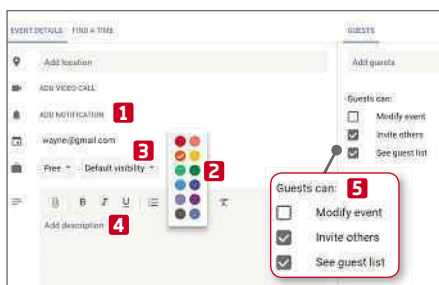 EVENT DETAILS FIND A TIME
GUESTS
Add location
Add guests
ADD VIDEO CALL
ADD NOTIFICATION 1
Guests can:
Modify event
Invite others
See guest list
wayne@gmail.com
3
Free Default visibility
2
B I U
Add description 4
Guests can: 5
Modify event
Invite others
See guest list